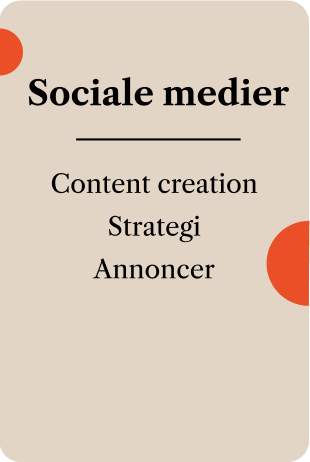 Sociale medier
Content creation
Strategi
Annoncer